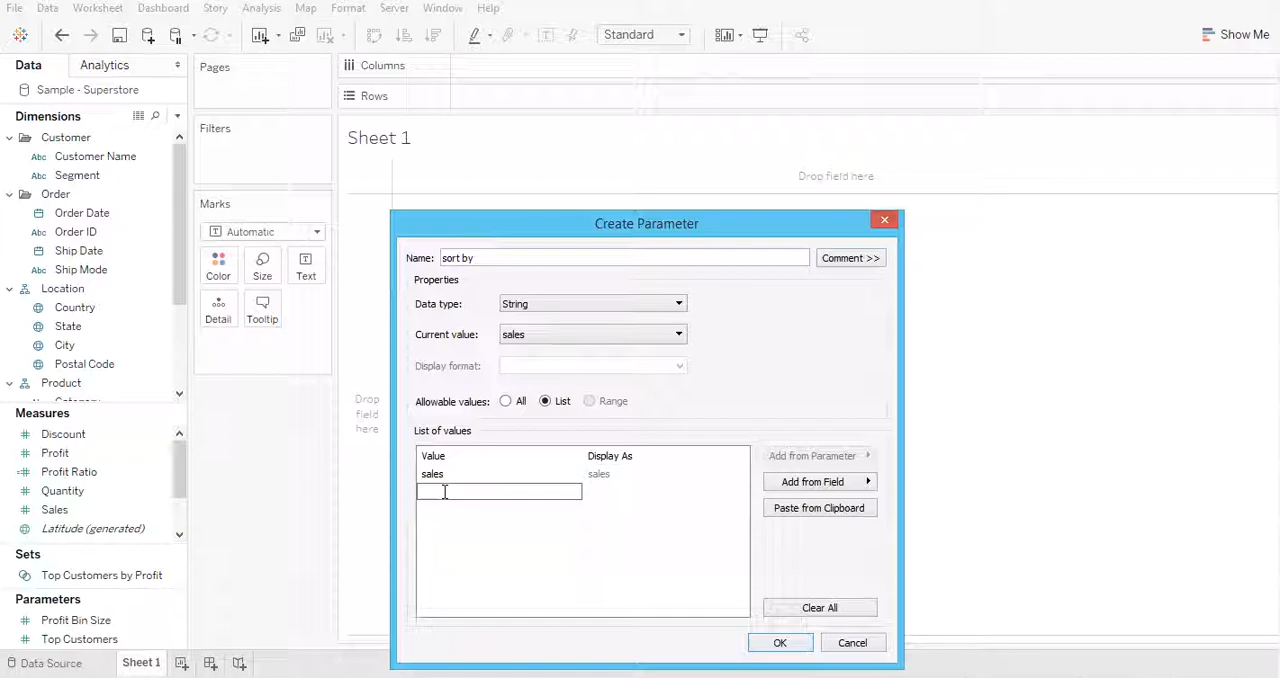 File Data Worksheet Dashboard Story Analysis Map Format Server Window Help
Standard
Show Me
Data Analytics
Sample - Superstore
Dimensions
Customer
Abc Customer Name
Abc Segment
Order
Order Date
Abc Order ID
Ship Date
Abc Ship Mode
Location
Country
State
City
Postal Code
Product
Measures
Discount
Profit
Profit Ratio
Quantity
Sales
Latitude (generated)
Sets
Top Customers by Profit
Parameters
Profit Bin Size
Top Customers
Pages
Filters
Marks
Automatic
Color Size Text
Detail Tooltip
Columns
Rows
Sheet 1
Drop field here
Drop
field
here
Create Parameter
Name: sort by Comment >>
Properties
Data type: String
Current value: sales
Display format:
Allowable values: All List Range
List of values
Value Display As
sales sales
Add from Parameter
Add from Field
Paste from Clipboard
Clear All
OK Cancel
Data Source Sheet 1